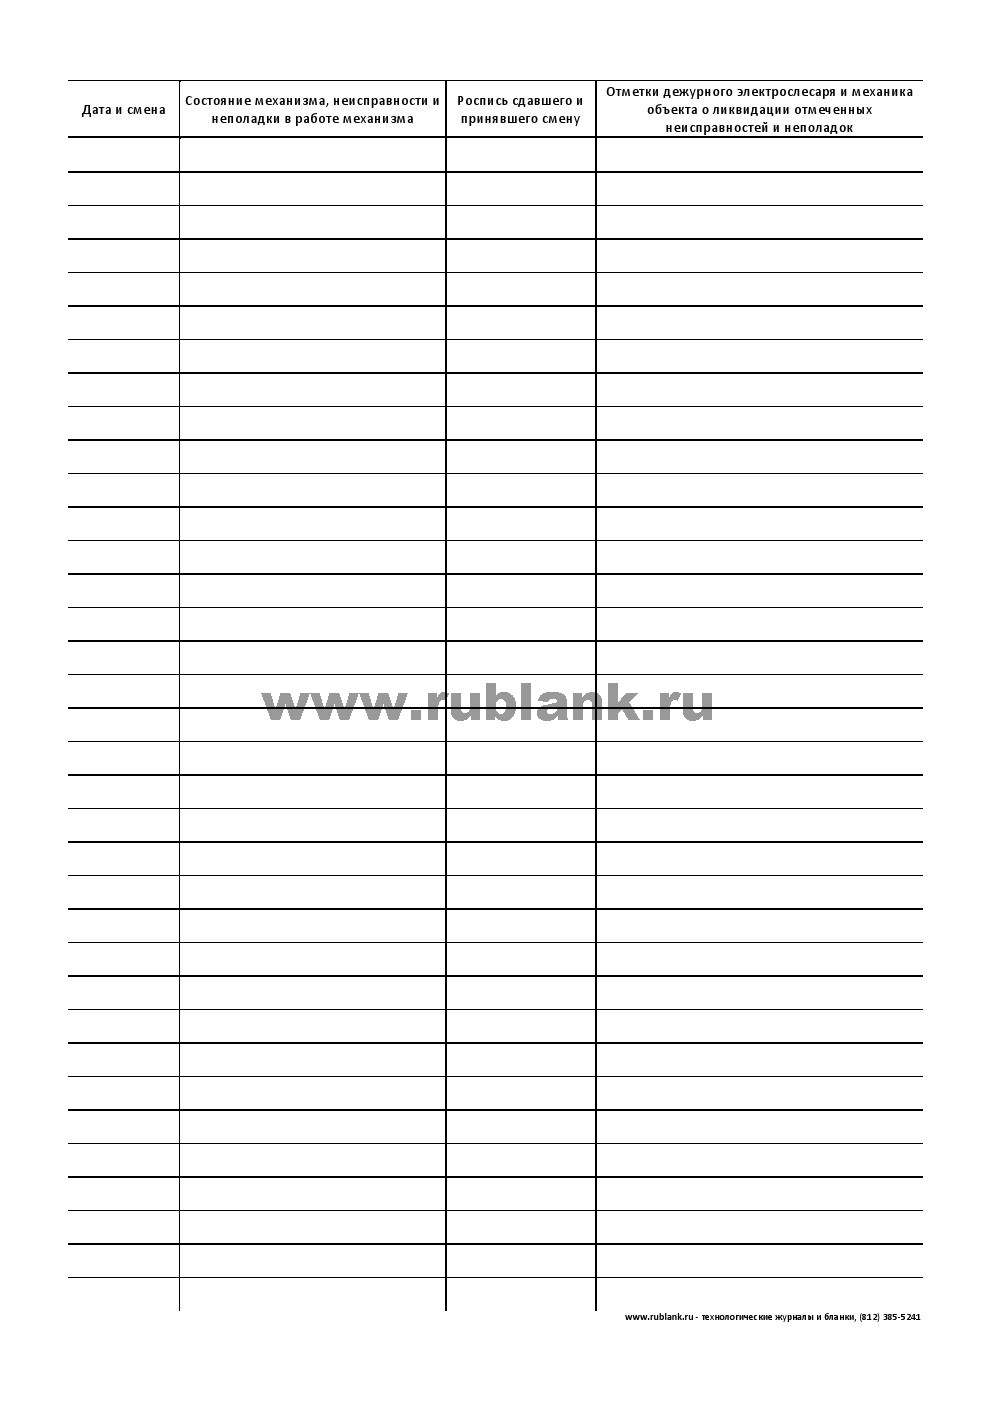 Дата и смена
Состояние механизма, неисправности и
неполадки в работе механизма
Роспись сдавшего и
принявшего смену
Отметки дежурного электрослесаря и механика
объекта о ликвидации отмеченных
неисправностей и неполадок
www.rublank.ru
www.rublank.ru - технологические журналы и бланки, (812) 385-5241